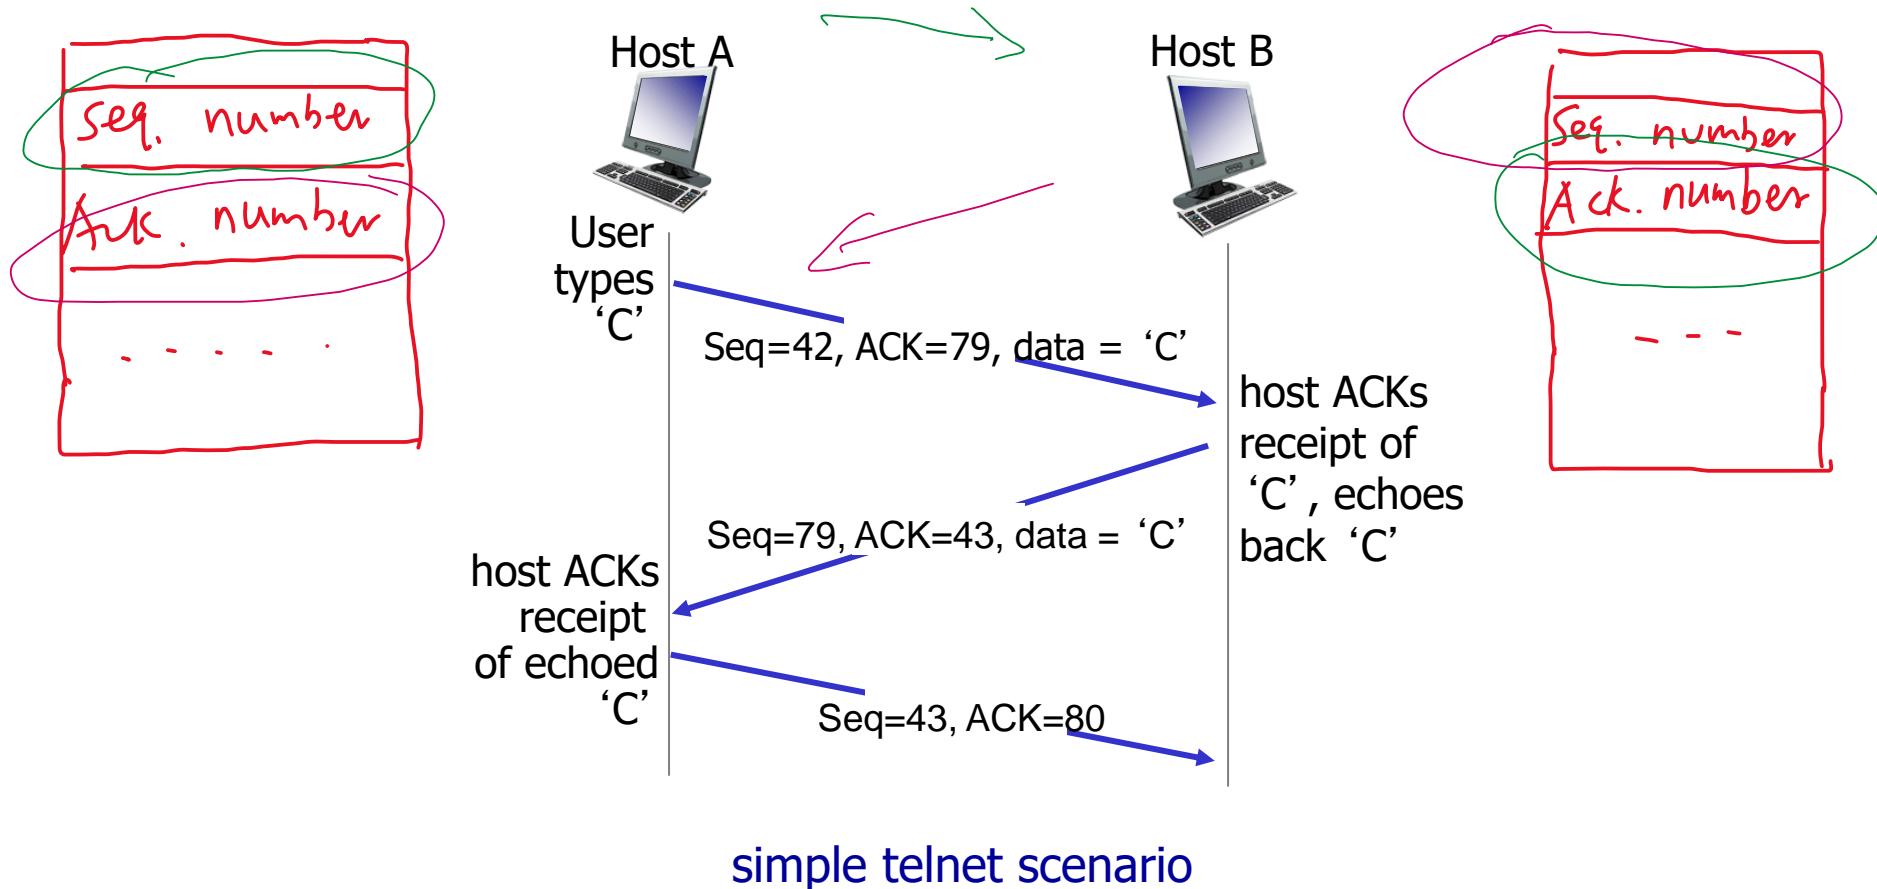 Host A
Host B
seq. number
Ack. number
Seq. number
Ack. number
User
types
‘C’
Seq=42, ACK=79, data = ‘C’
host ACKs
receipt of
‘C’, echoes
back ‘C’
Seq=79, ACK=43, data = ‘C’
host ACKs
receipt
of echoed
‘C’
Seq=43, ACK=80
simple telnet scenario